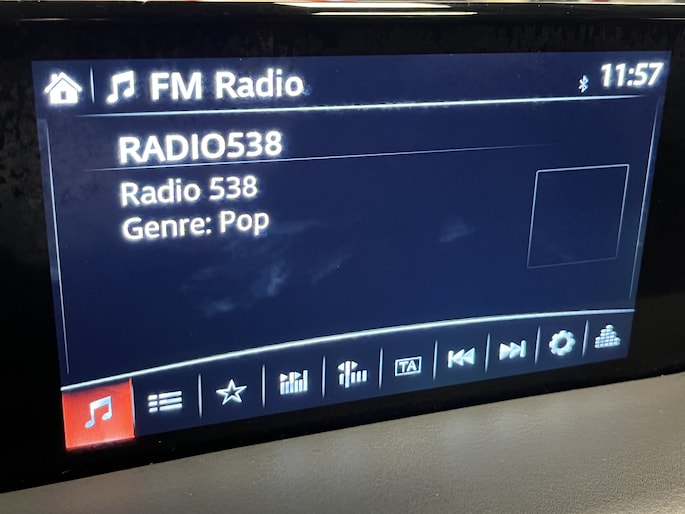 FM Radio
11:57
RADIO538
Radio 538
Genre: Pop
TA